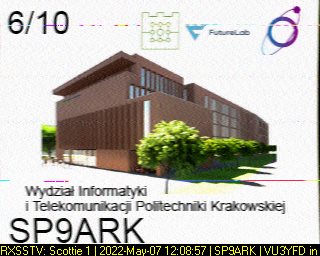 6/10
FutureLab
Wydział Informatyki
i Telekomunikacji Politechniki Krakowskiej
SP9ARK
RXSSTV: Scottie 1 | 2022-May-07 12:08:57 | SP9ARK | VU3YFD in